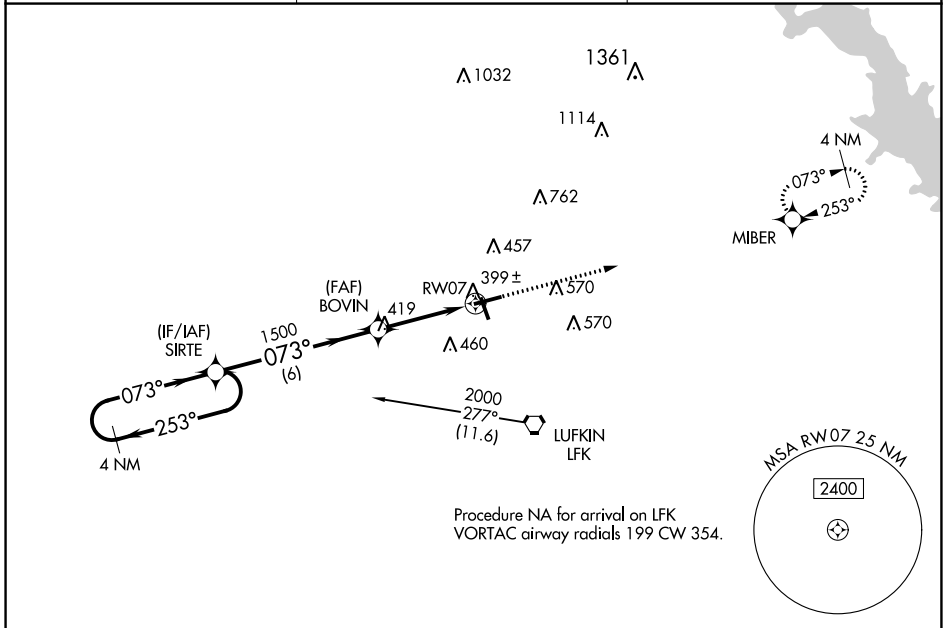 1361
1032
1114
4 NM
073°
762
253°
MIBER
457
399±
RW07
(FAF)
BOVIN
570
419
570
(IF/IAF)
SIRTE
1500
073°
(6)
460
073°
253°
2000
277°
(11.6)
4 NM
LUFKIN
LFK
MSA RW07 25 NM
2400
Procedure NA for arrival on LFK
VORTAC airway radials 199 CW 354.